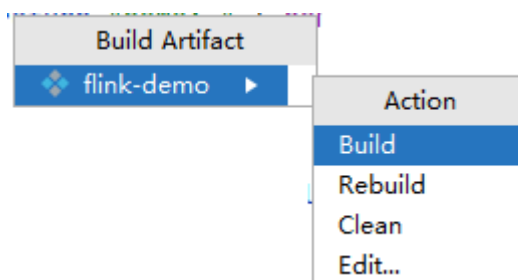 Build Artifact
flink-demo
Action
Build
Rebuild
Clean
Edit...